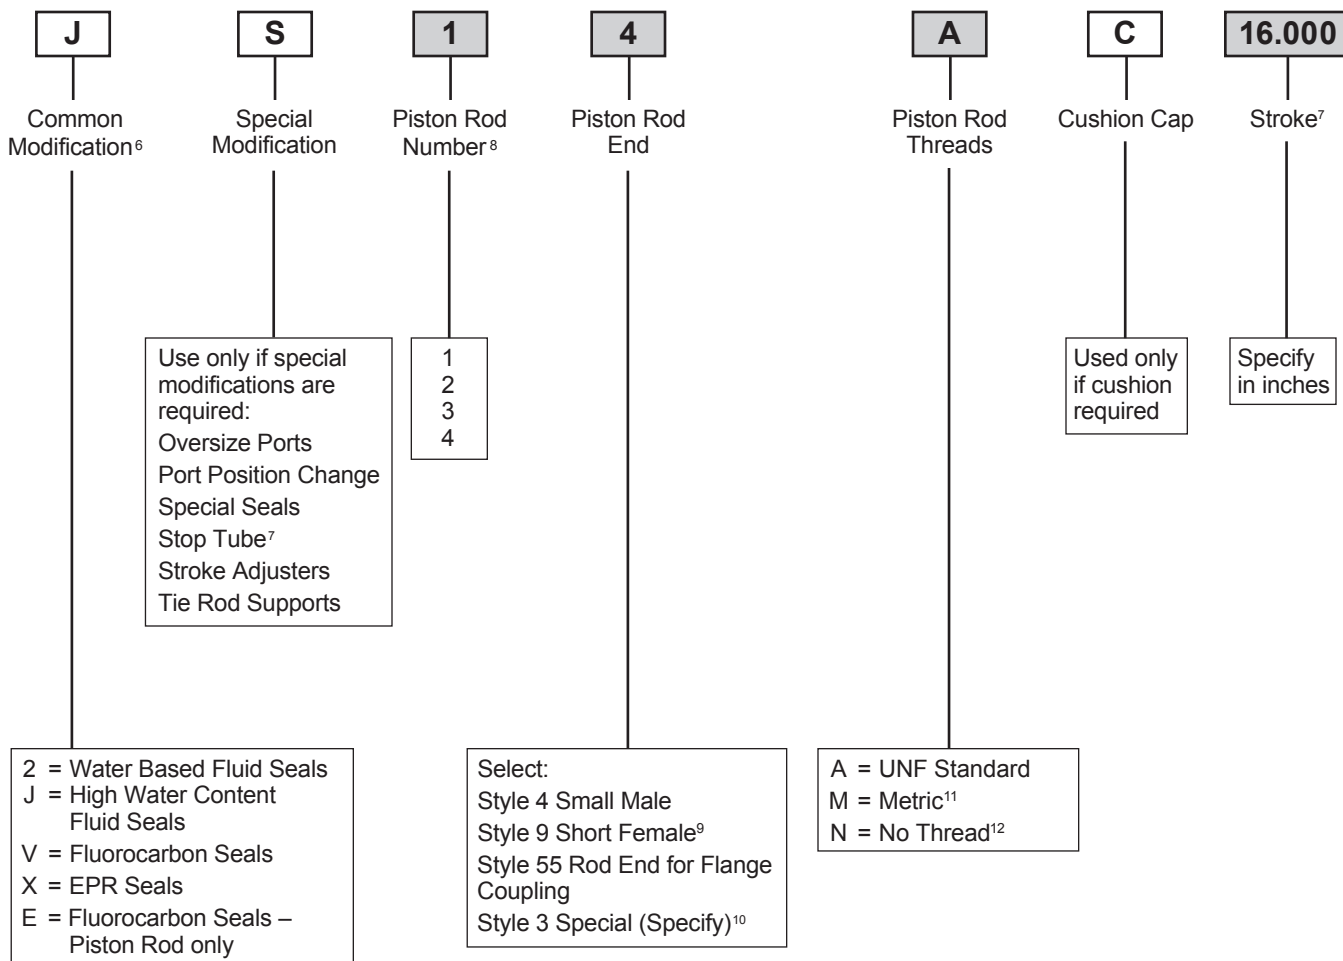 J S 1 4 A C 16.000
Common
Modification⁶
Special
Modification
Piston Rod
Number⁸
Piston Rod
End
Piston Rod
Threads
Cushion Cap
Stroke⁷
Use only if special
modifications are
required:
Oversize Ports
Port Position Change
Special Seals
Stop Tube⁷
Stroke Adjusters
Tie Rod Supports
1
2
3
4
Used only
if cushion
required
Specify
in inches
2 = Water Based Fluid Seals
J = High Water Content
Fluid Seals
V = Fluorocarbon Seals
X = EPR Seals
E = Fluorocarbon Seals –
Piston Rod only
Select:
Style 4 Small Male
Style 9 Short Female⁹
Style 55 Rod End for Flange
Coupling
Style 3 Special (Specify)¹⁰
A = UNF Standard
M = Metric¹¹
N = No Thread¹²